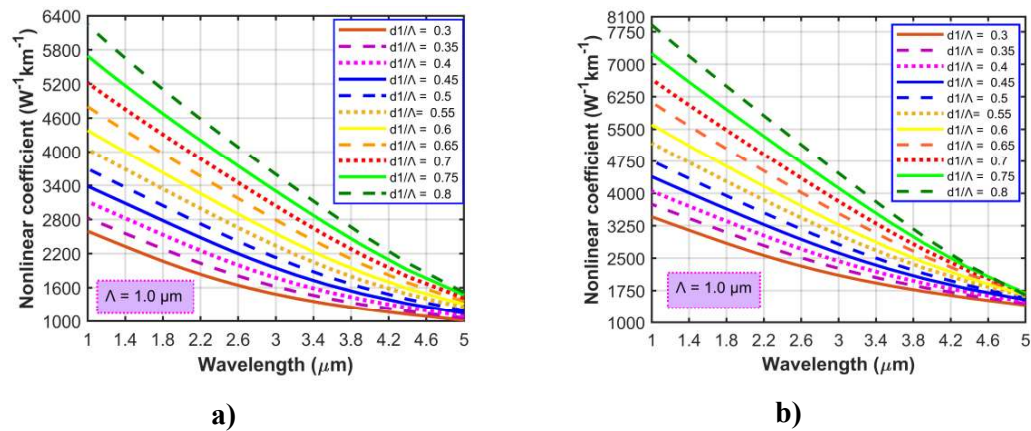 6400
5800
5200
4600
4000
3400
2800
2200
1600
1000
Nonlinear coefficient (W⁻¹km⁻¹)
d1/Λ = 0.3
d1/Λ = 0.35
d1/Λ = 0.4
d1/Λ = 0.45
d1/Λ = 0.5
d1/Λ= 0.55
d1/Λ = 0.6
d1/Λ = 0.65
d1/Λ = 0.7
d1/Λ = 0.75
d1/Λ = 0.8
Λ = 1.0 μm
1 1.4 1.8 2.2 2.6 3 3.4 3.8 4.2 4.6 5
Wavelength (μm)
a)
8100
7750
7000
6250
5500
4750
4000
3250
2500
1750
1000
Nonlinear coefficient (W⁻¹km⁻¹)
d1/Λ = 0.3
d1/Λ = 0.35
d1/Λ = 0.4
d1/Λ = 0.45
d1/Λ = 0.5
d1/Λ= 0.55
d1/Λ = 0.6
d1/Λ = 0.65
d1/Λ = 0.7
d1/Λ = 0.75
d1/Λ = 0.8
Λ = 1.0 μm
1 1.4 1.8 2.2 2.6 3 3.4 3.8 4.2 4.6 5
Wavelength (μm)
b)